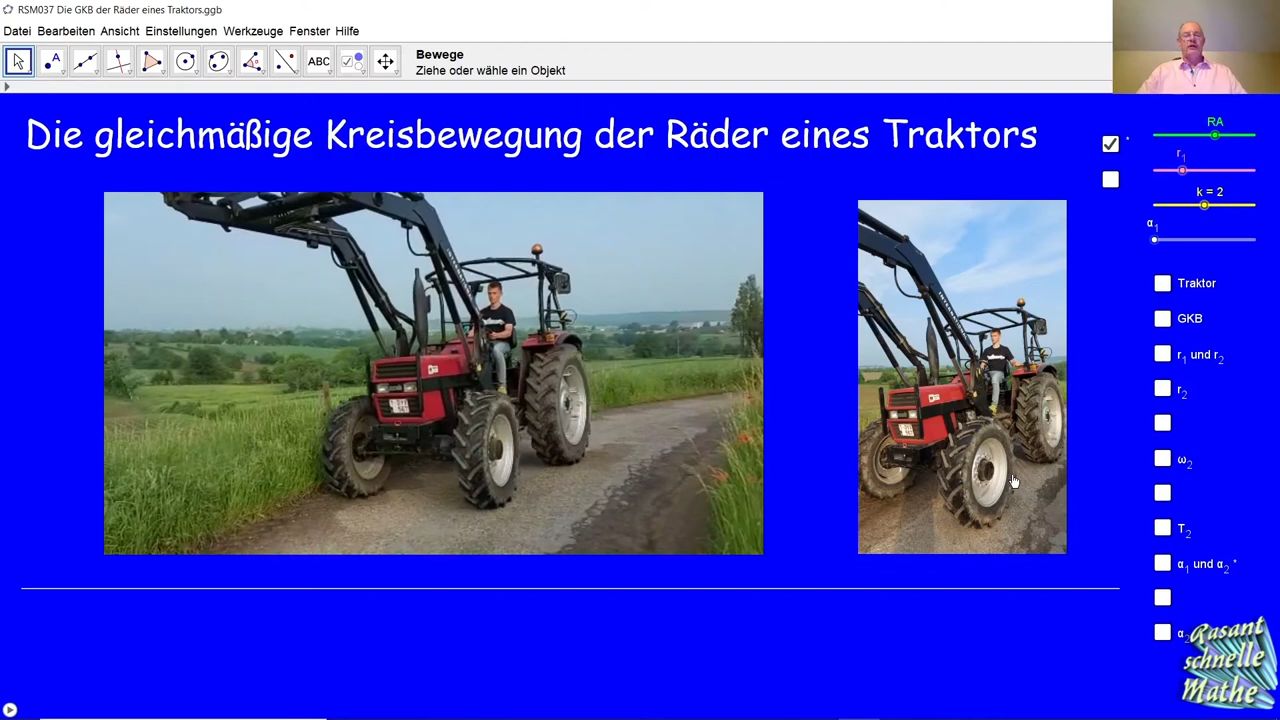 RSM037 Die GKB der Räder eines Traktors.ggb
Datei Bearbeiten Ansicht Einstellungen Werkzeuge Fenster Hilfe
A
ABC
Bewege
Ziehe oder wähle ein Objekt
Die gleichmäßige Kreisbewegung der Räder eines Traktors
*
RA
r₁
k = 2
α₁
Traktor
GKB
r₁ und r₂
r₂
ω₂
T₂
α₁ und α₂ *
Rasant
schnelle
Mathe